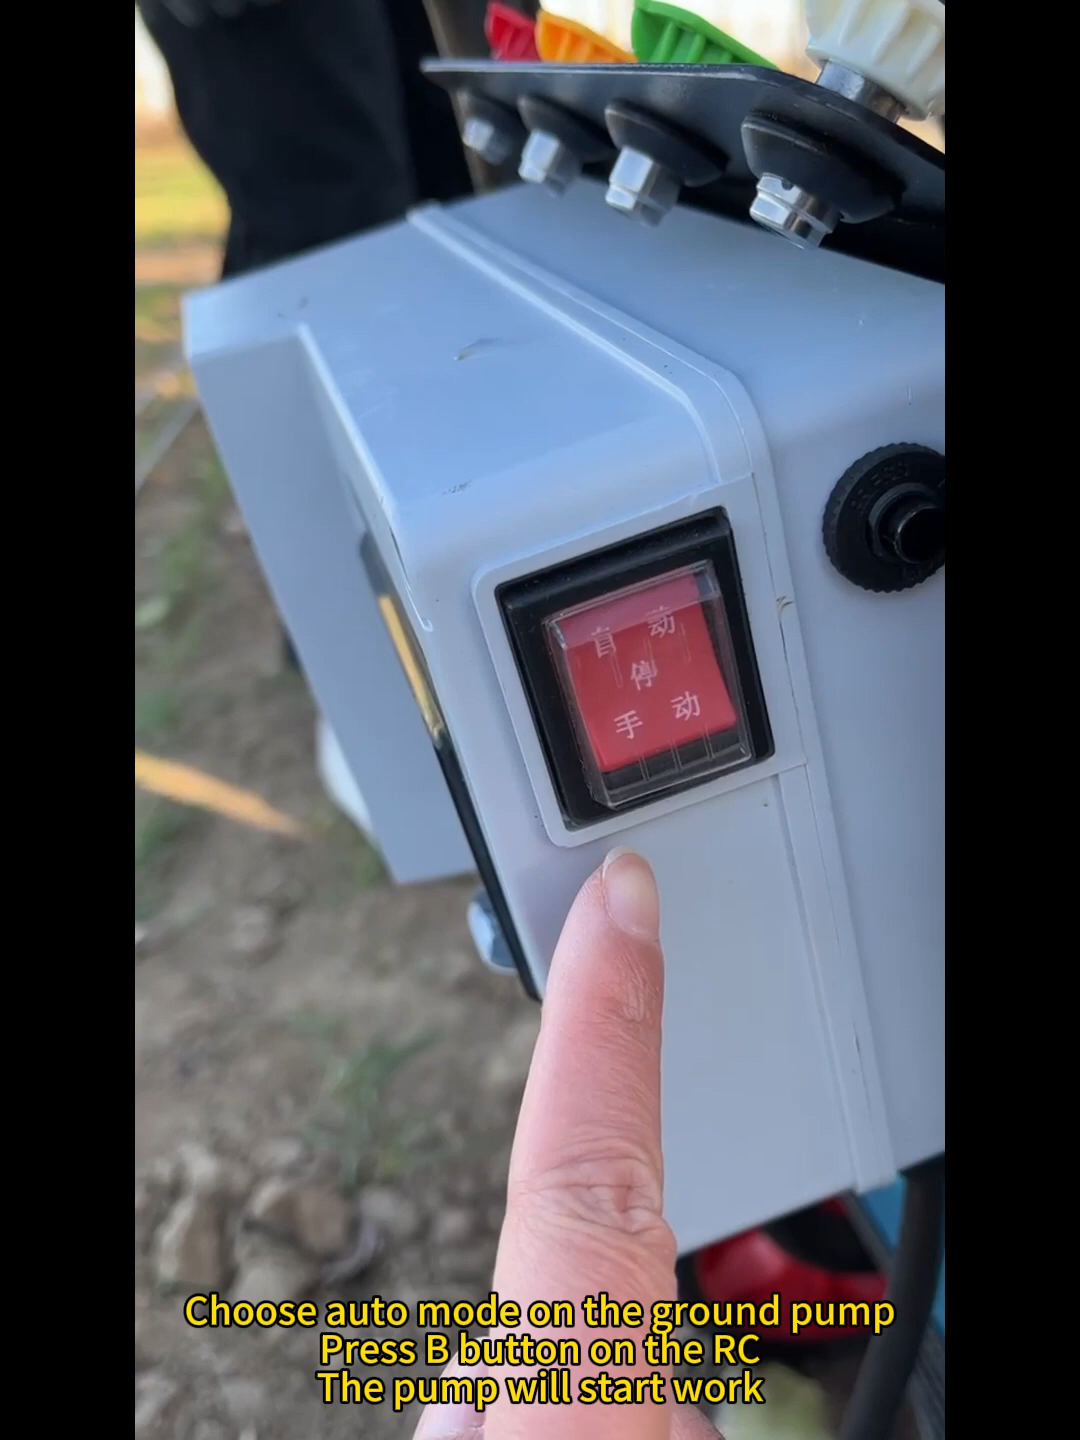 自动
停
手动
Choose auto mode on the ground pump
Press B button on the RC
The pump will start work